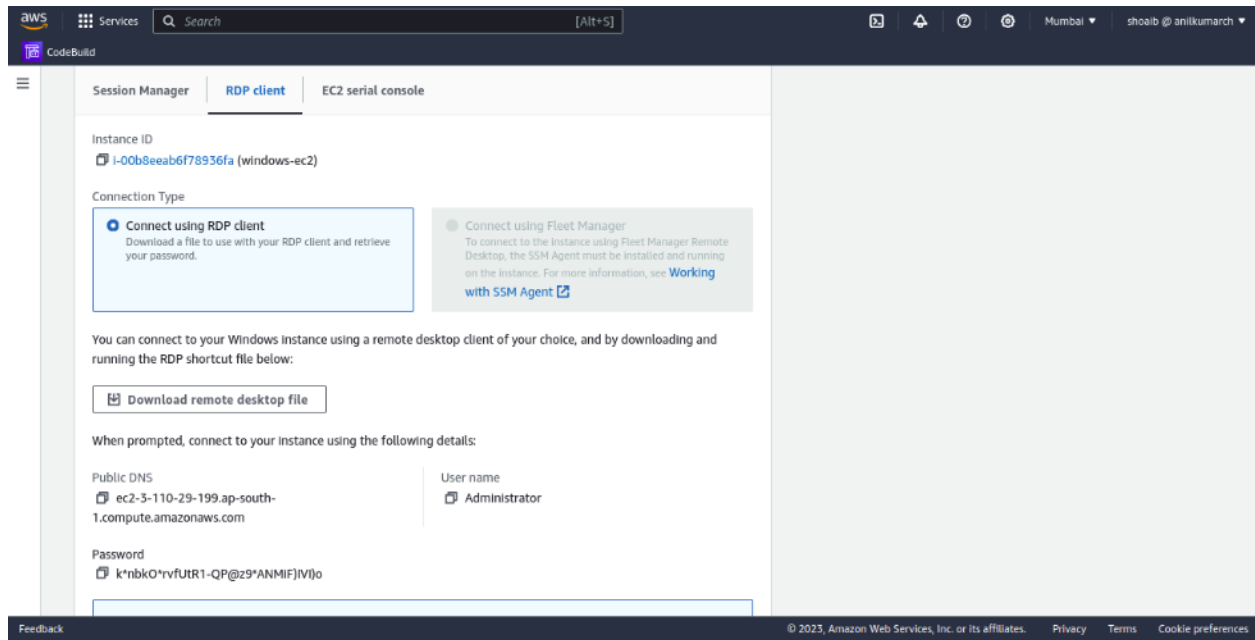 aws Services Search [Alt+S] Mumbai shoaib @ anilkumarch
CodeBuild
Session Manager RDP client EC2 serial console
Instance ID
i-00b8eeab6f78936fa (windows-ec2)
Connection Type
Connect using RDP client
Download a file to use with your RDP client and retrieve
your password.
Connect using Fleet Manager
To connect to the instance using Fleet Manager Remote
Desktop, the SSM Agent must be installed and running
on the instance. For more information, see Working
with SSM Agent
You can connect to your Windows instance using a remote desktop client of your choice, and by downloading and
running the RDP shortcut file below:
Download remote desktop file
When prompted, connect to your instance using the following details:
Public DNS
ec2-3-110-29-199.ap-south-
1.compute.amazonaws.com
User name
Administrator
Password
Feedback © 2023, Amazon Web Services, Inc. or its affiliates. Privacy Terms Cookie preferences